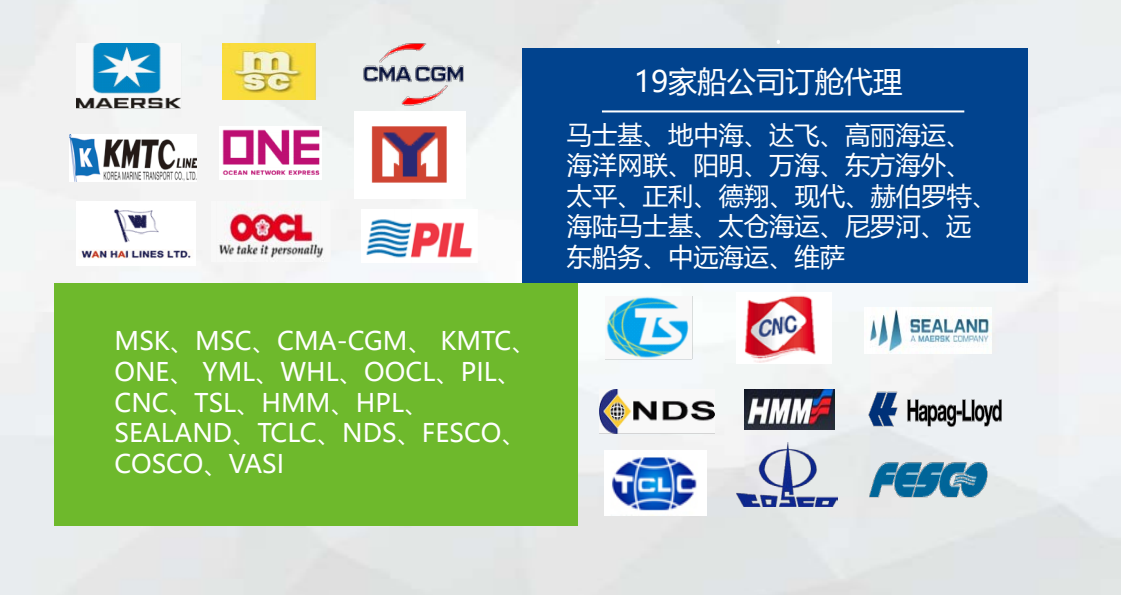 MAERSK
msc
CMA CGM
K KMTC LINE
KOREA MARINE TRANSPORT CO., LTD.
ONE
OCEAN NETWORK EXPRESS
W
WAN HAI LINES LTD.
OOCL
We take it personally
PIL
19家船公司订舱代理
马士基、地中海、达飞、高丽海运、
海洋网联、阳明、万海、东方海外、
太平、正利、德翔、现代、赫伯罗特、
海陆马士基、太仓海运、尼罗河、远
东船务、中远海运、维萨
MSK、MSC、CMA-CGM、 KMTC、
ONE、 YML、WHL、OOCL、PIL、
CNC、TSL、HMM、HPL、
SEALAND、TCLC、NDS、FESCO、
COSCO、VASI
TS
CNC
SEALAND
A MAERSK COMPANY
NDS
HMM
Hapag-Lloyd
TCLC
COSCO
FESCO